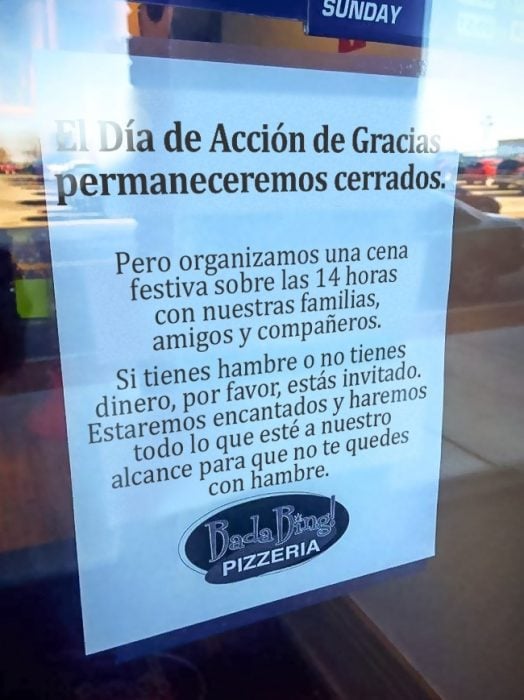 SUNDAY
El Día de Acción de Gracias
permaneceremos cerrados.
Pero organizamos una cena
festiva sobre las 14 horas
con nuestras familias,
amigos y compañeros.
Si tienes hambre o no tienes
dinero, por favor, estás invitado.
Estaremos encantados y haremos
todo lo que esté a nuestro
alcance para que no te quedes
con hambre.
Bada Bing!
PIZZERIA